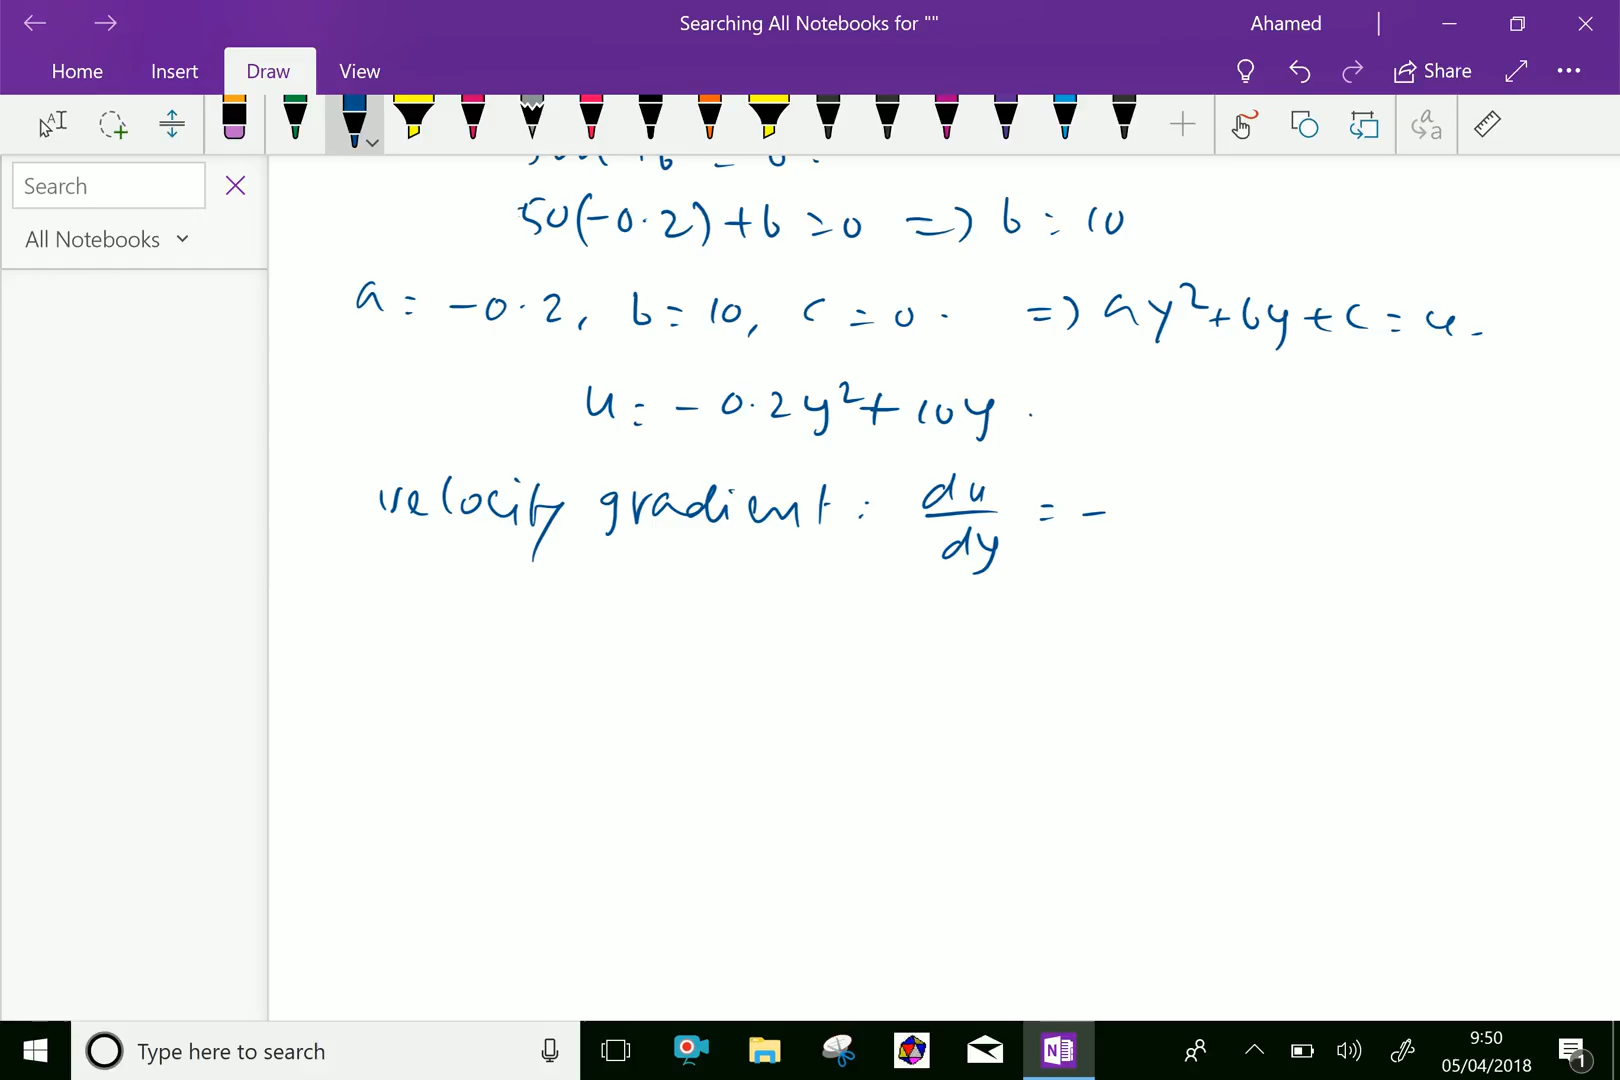 Searching All Notebooks for ""
Ahamed
Home Insert Draw View
Share
Search
All Notebooks
50(-0.2)+b=0 => b=10
a=-0.2, b=10, c=0. => ay²+by+c=u.
u=-0.2y²+10y.
velocity gradient: du/dy = -
Type here to search
9:50
05/04/2018
1